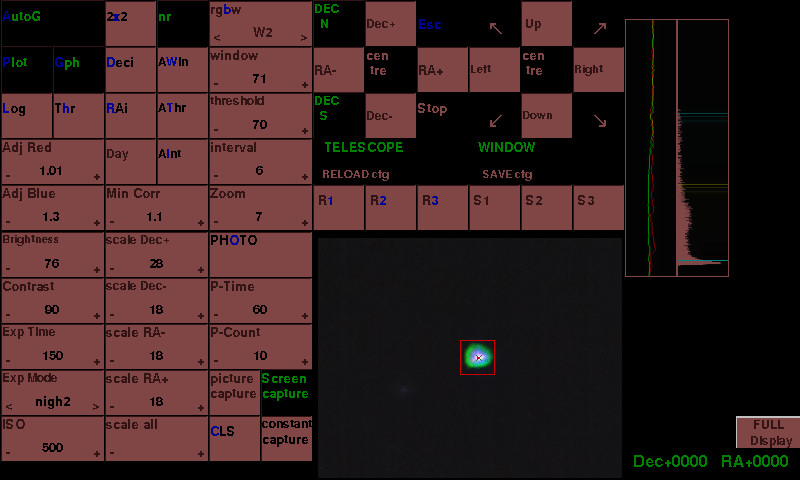 AutoG 2x2 nr rgbw
< W2 >
DEC N Dec+ Esc ↖ Up ↗
Plot Gph Deci AWin window
- 71 +
RA- cen tre RA+ Left cen tre Right
Log Thr RAi AThr threshold
- 70 +
DEC S Dec- Stop ↙ Down ↘
Adj Red
- 1.01 +
Day AInt interval
- 6 +
TELESCOPE WINDOW
RELOAD cfg SAVE cfg
Adj Blue Min Corr Zoom
- 1.3 + - 1.1 + - 7 +
R1 R2 R3 S1 S2 S3
Brightness scale Dec+ PHOTO
- 76 + - 28 +
Contrast scale Dec- P-Time
- 90 + - 18 + - 60 +
Exp Time scale RA- P-Count
- 150 + - 18 + - 10 +
Exp Mode scale RA+ picture capture Screen capture
< nigh2 > - 18 +
ISO scale all CLS constant capture
- 500 + - +
FULL
Display
Dec+0000 RA+0000